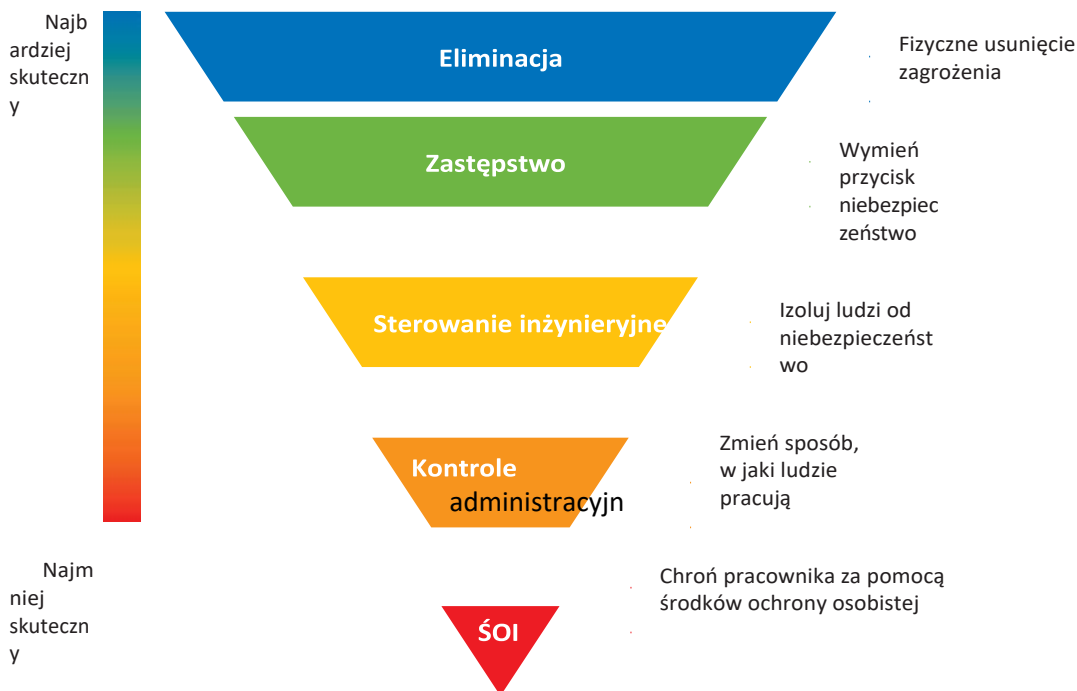 Najb
ardziej
skuteczn
y
Eliminacja
Fizyczne usunięcie
zagrożenia
Zastępstwo
Wymień
przycisk
niebezpiec
zeństwo
Sterowanie inżynieryjne
Izoluj ludzi od
niebezpieczeńst
wo
Kontrole
administracyjn
Zmień sposób,
w jaki ludzie
pracują
Najm
niej
skuteczn
y
ŚOI
Chroń pracownika za pomocą
środków ochrony osobistej